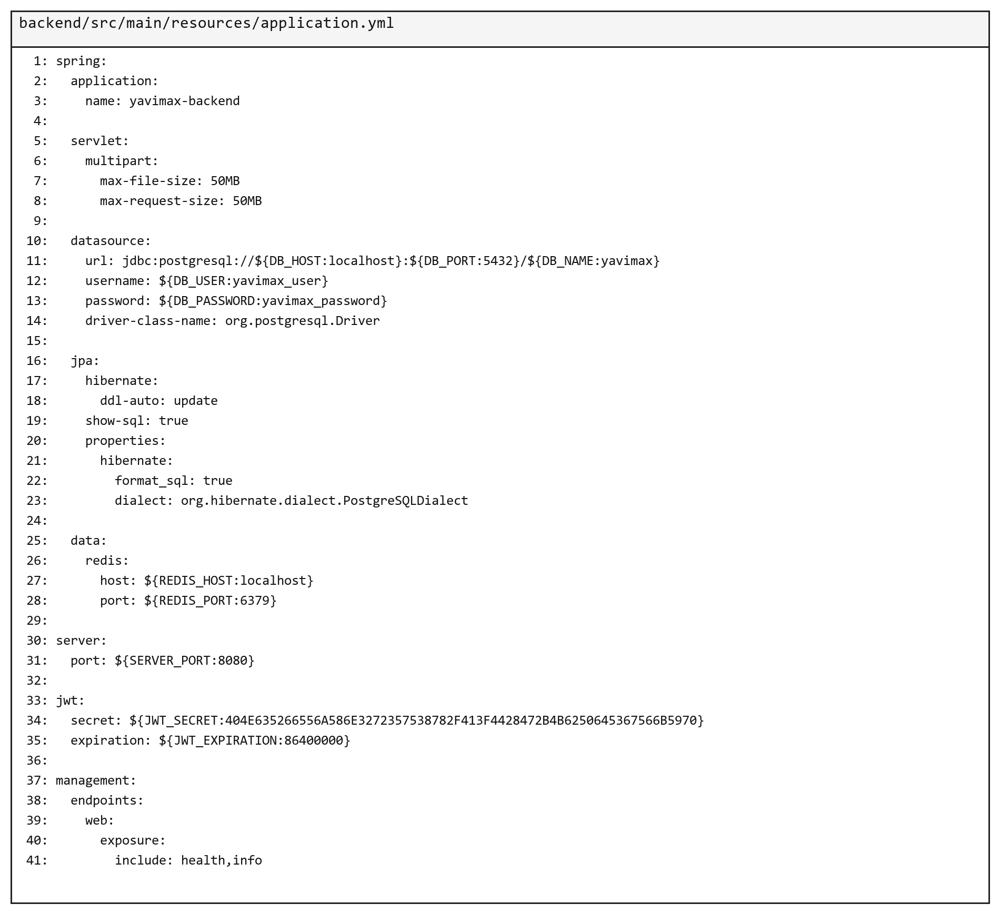 backend/src/main/resources/application.yml
1: spring:
2:   application:
3:     name: yavimax-backend
4:
5:   servlet:
6:     multipart:
7:       max-file-size: 50MB
8:       max-request-size: 50MB
9:
10:   datasource:
11:     url: jdbc:postgresql://${DB_HOST:localhost}:${DB_PORT:5432}/${DB_NAME:yavimax}
12:     username: ${DB_USER:yavimax_user}
13:     password: ${DB_PASSWORD:yavimax_password}
14:     driver-class-name: org.postgresql.Driver
15:
16:   jpa:
17:     hibernate:
18:       ddl-auto: update
19:     show-sql: true
20:     properties:
21:       hibernate:
22:         format_sql: true
23:         dialect: org.hibernate.dialect.PostgreSQLDialect
24:
25:   data:
26:     redis:
27:       host: ${REDIS_HOST:localhost}
28:       port: ${REDIS_PORT:6379}
29:
30: server:
31:   port: ${SERVER_PORT:8080}
32:
33: jwt:
34:   secret: ${JWT_SECRET:404E635266556A586E3272357538782F413F4428472B4B6250645367566B5970}
35:   expiration: ${JWT_EXPIRATION:86400000}
36:
37: management:
38:   endpoints:
39:     web:
40:       exposure:
41:         include: health,info